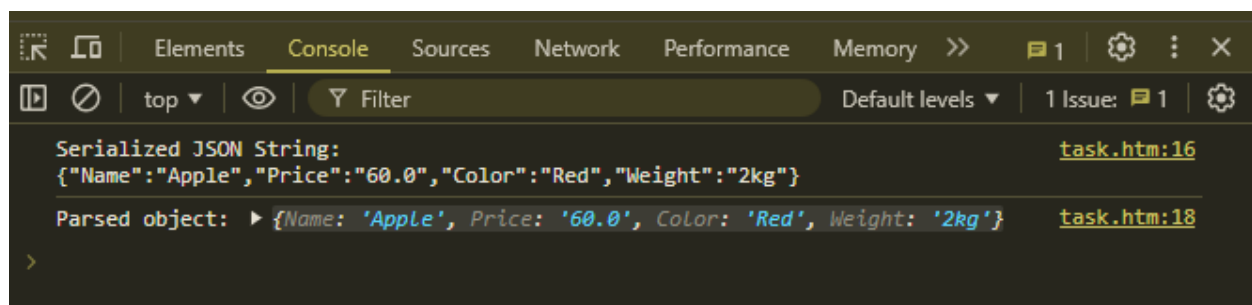 Elements Console Sources Network Performance Memory 1
top Filter Default levels 1 Issue: 1
Serialized JSON String: task.htm:16
{"Name":"Apple","Price":"60.0","Color":"Red","Weight":"2kg"}
Parsed object: {Name: 'Apple', Price: '60.0', Color: 'Red', Weight: '2kg'} task.htm:18